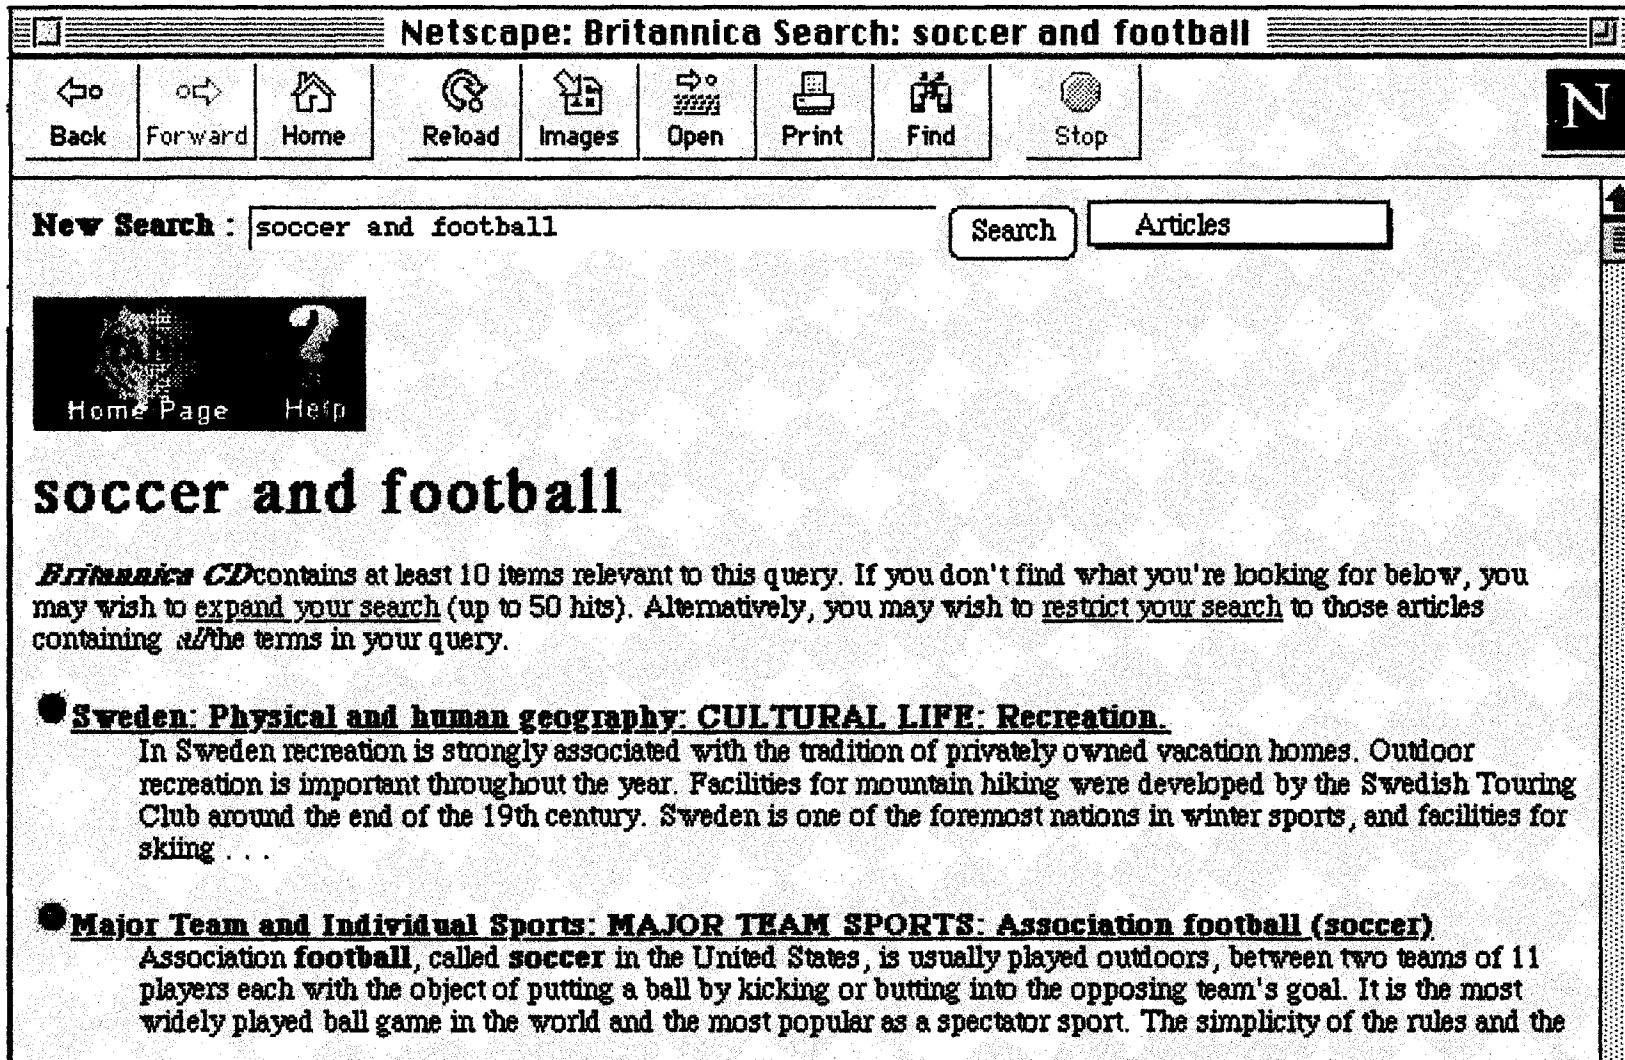 Netscape: Britannica Search: soccer and football
Back Forward Home Reload Images Open Print Find Stop
N
New Search : soccer and football Search Articles
Home Page Help
soccer and football
Britannica CD contains at least 10 items relevant to this query. If you don't find what you're looking for below, you
may wish to expand your search (up to 50 hits). Alternatively, you may wish to restrict your search to those articles
containing all the terms in your query.
Sweden: Physical and human geography: CULTURAL LIFE: Recreation.
In Sweden recreation is strongly associated with the tradition of privately owned vacation homes. Outdoor
recreation is important throughout the year. Facilities for mountain hiking were developed by the Swedish Touring
Club around the end of the 19th century. Sweden is one of the foremost nations in winter sports, and facilities for
skiing . . .
Major Team and Individual Sports: MAJOR TEAM SPORTS: Association football (soccer)
Association football, called soccer in the United States, is usually played outdoors, between two teams of 11
players each with the object of putting a ball by kicking or butting into the opposing team's goal. It is the most
widely played ball game in the world and the most popular as a spectator sport. The simplicity of the rules and the